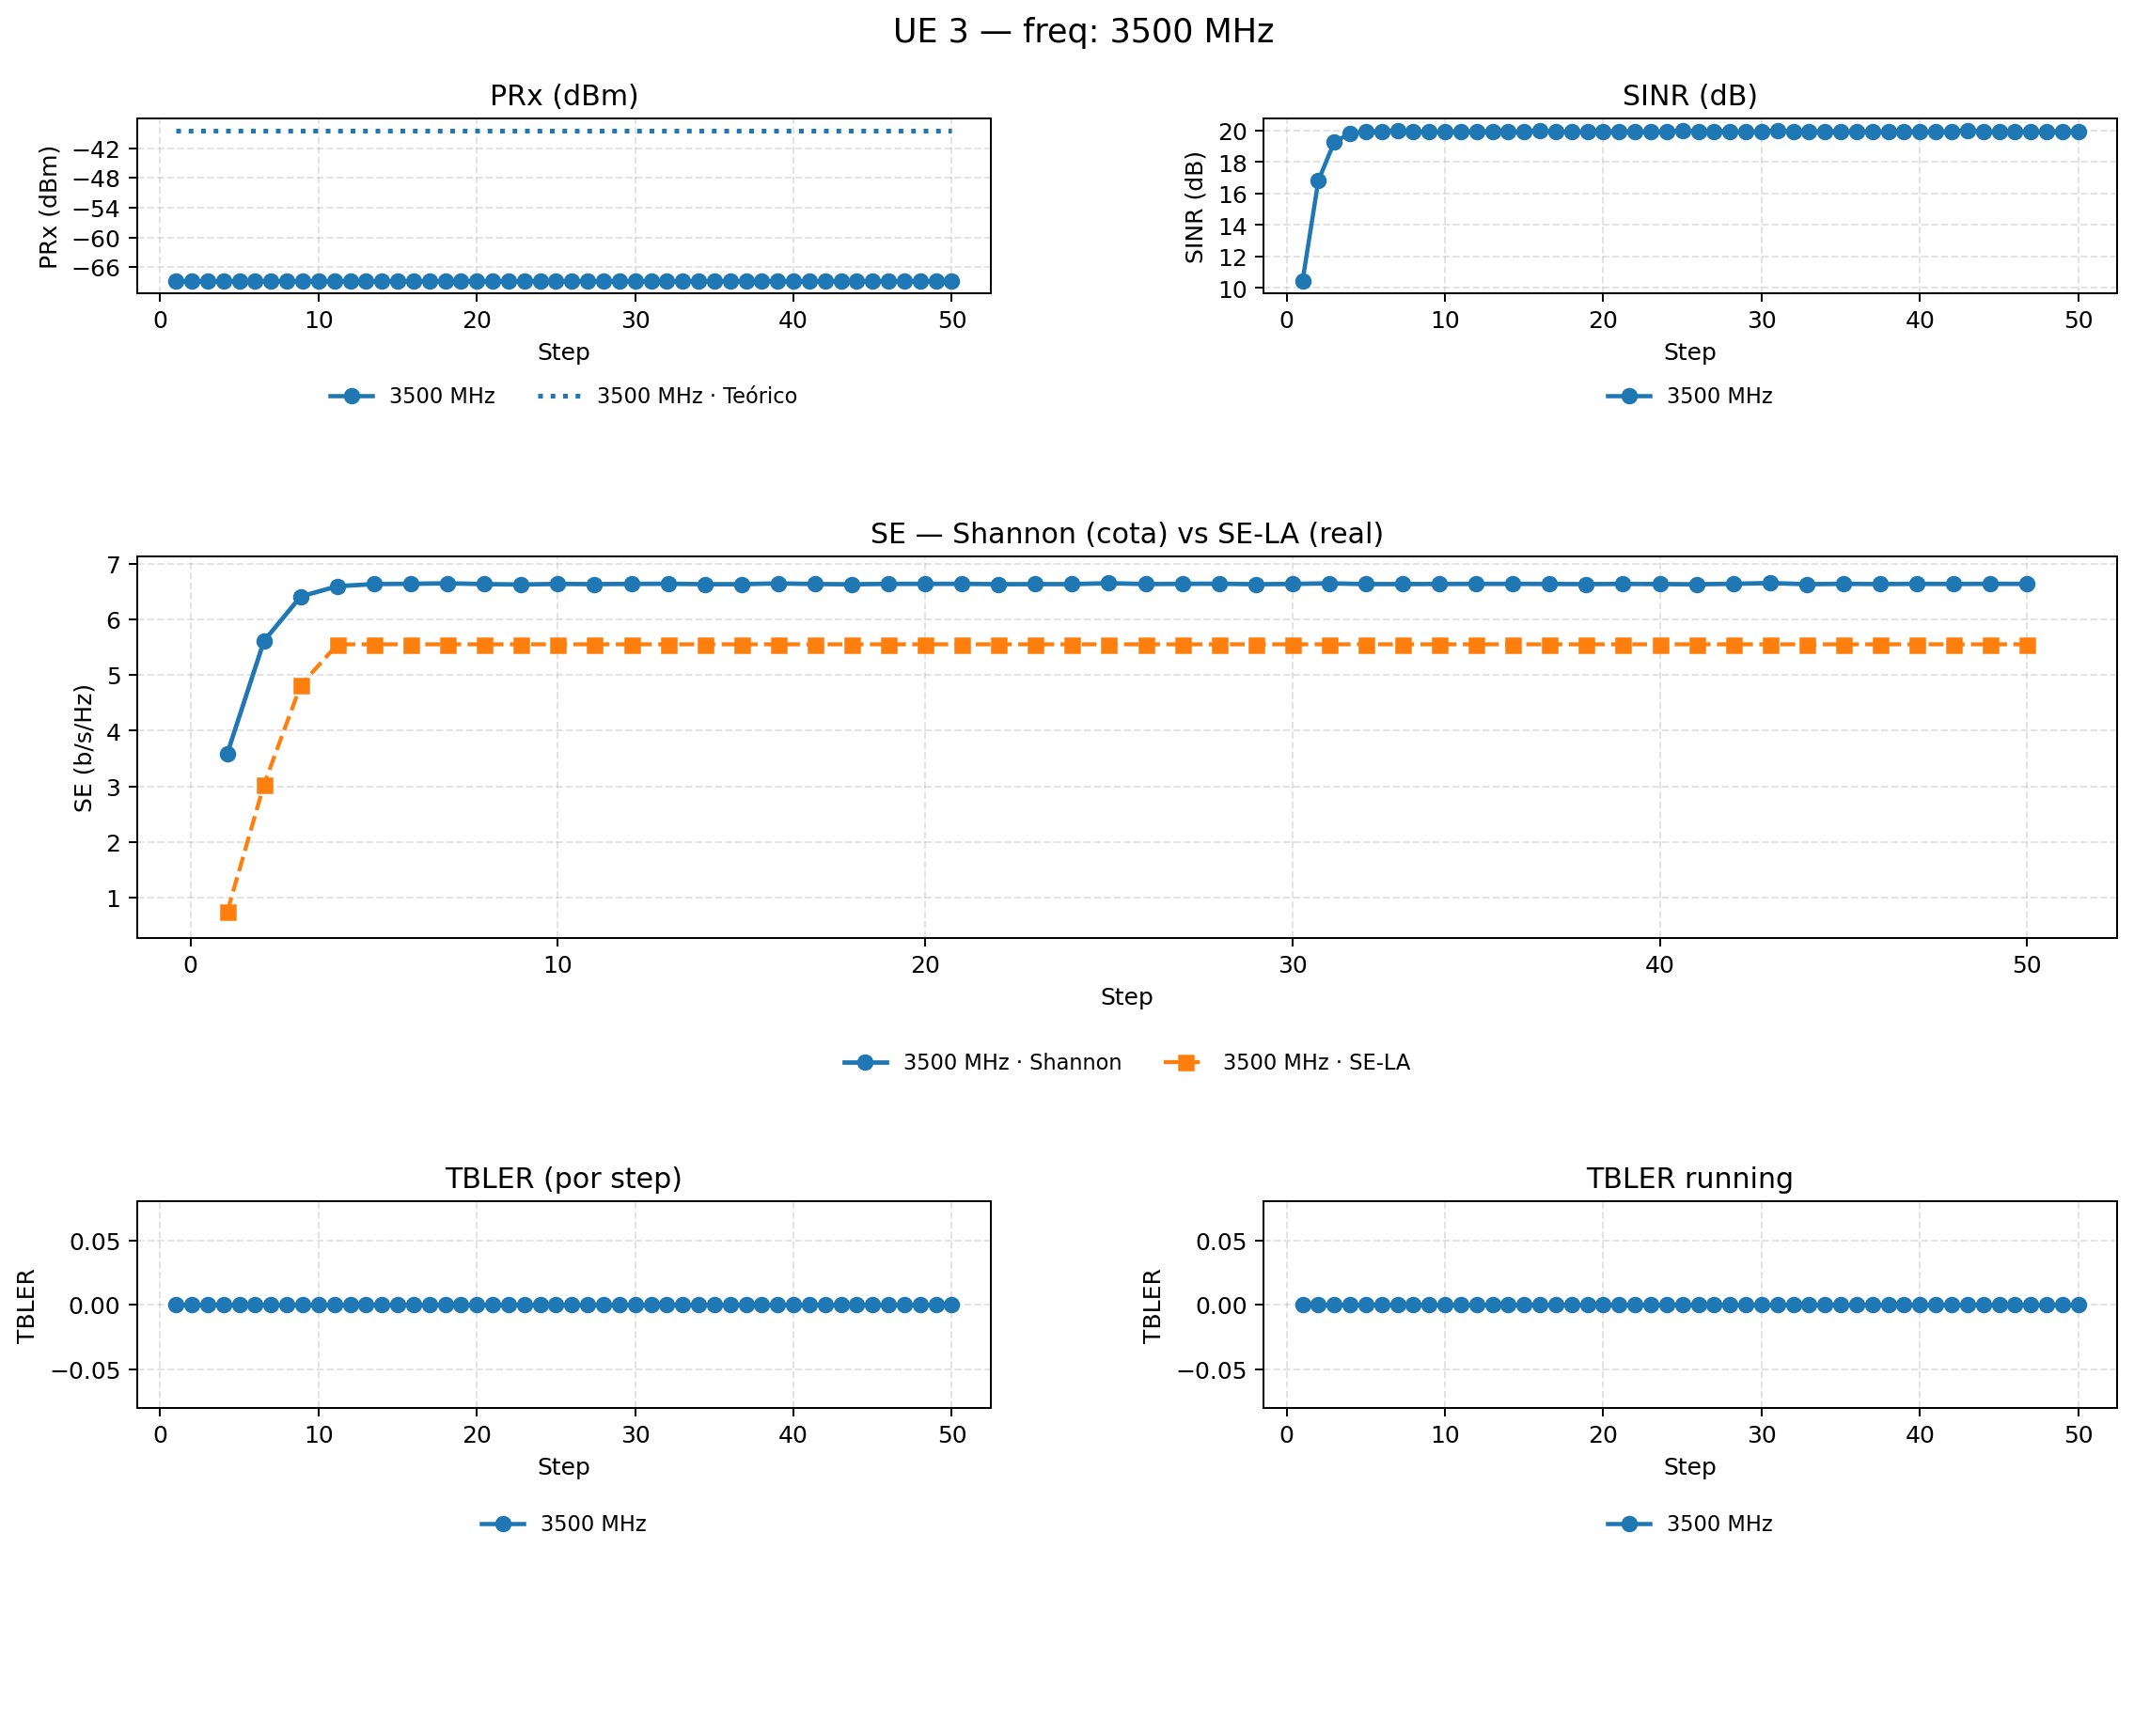 UE 3 — freq: 3500 MHz
PRx (dBm)
PRx (dBm)
−42
−48
−54
−60
−66
0 10 20 30 40 50
Step
3500 MHz 3500 MHz · Teórico
SINR (dB)
SINR (dB)
20
18
16
14
12
10
0 10 20 30 40 50
Step
3500 MHz
SE — Shannon (cota) vs SE-LA (real)
SE (b/s/Hz)
7
6
5
4
3
2
1
0 10 20 30 40 50
Step
3500 MHz · Shannon 3500 MHz · SE-LA
TBLER (por step)
TBLER
0.05
0.00
−0.05
0 10 20 30 40 50
Step
3500 MHz
TBLER running
TBLER
0.05
0.00
−0.05
0 10 20 30 40 50
Step
3500 MHz